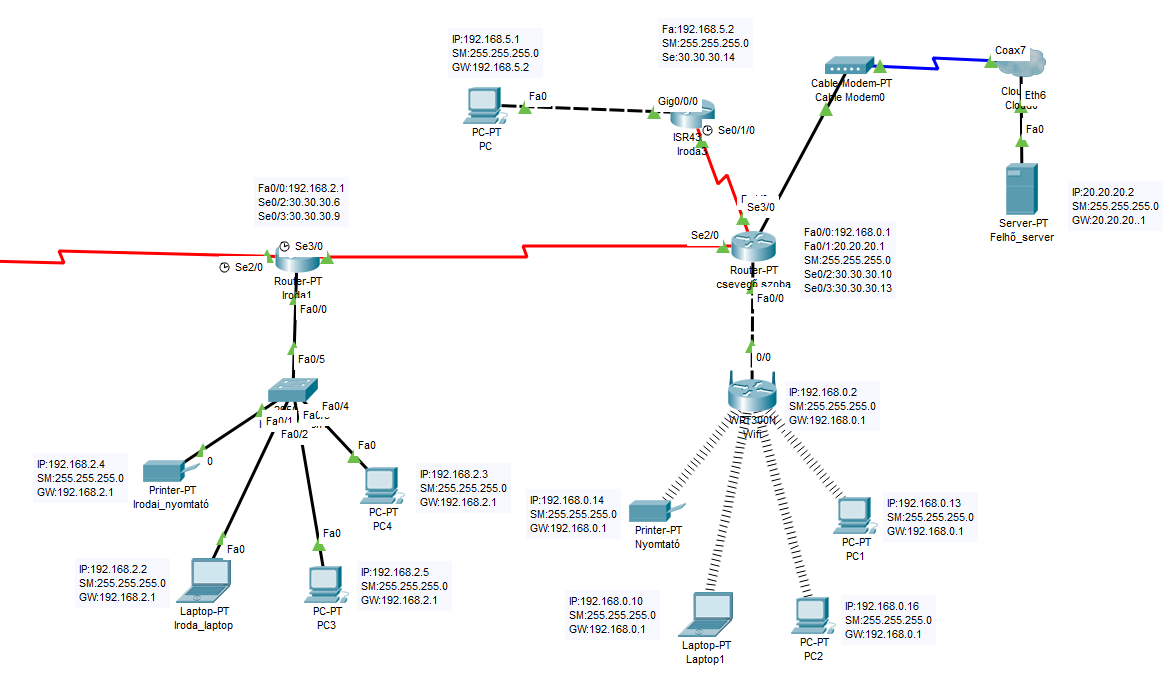 IP:192.168.5.1
SM:255.255.255.0
GW:192.168.5.2
Fa:192.168.5.2
SM:255.255.255.0
Se:30.30.30.14
Fa0
PC-PT
PC
Gig0/0/0
Se0/1/0
Iroda3
Cable-Modem-PT
Cable Modem0
Coax7
Eth6
Fa0
Server-PT
Felhő_server
IP:20.20.20.2
SM:255.255.255.0
GW:20.20.20..1
Fa0/0:192.168.2.1
Se0/2:30.30.30.6
Se0/3:30.30.30.9
Se3/0
Se2/0
Router-PT
Iroda1
Fa0/0
Fa0/5
Se3/0
Se2/0
Router-PT
csevegő szoba
Fa0/0
Fa0/0:192.168.0.1
Fa0/1:20.20.20.1
SM:255.255.255.0
Se0/2:30.30.30.10
Se0/3:30.30.30.13
0/0
WRT300N
Wifi
IP:192.168.0.2
SM:255.255.255.0
GW:192.168.0.1
Fa0/4
Fa0/1
Fa0/2
IP:192.168.2.4
SM:255.255.255.0
GW:192.168.2.1
0
Printer-PT
Irodai_nyomtató
Fa0
PC-PT
PC4
IP:192.168.2.3
SM:255.255.255.0
GW:192.168.2.1
IP:192.168.2.2
SM:255.255.255.0
GW:192.168.2.1
Fa0
Laptop-PT
Iroda_laptop
Fa0
PC-PT
PC3
IP:192.168.2.5
SM:255.255.255.0
GW:192.168.2.1
IP:192.168.0.14
SM:255.255.255.0
GW:192.168.0.1
Printer-PT
Nyomtató
PC-PT
PC1
IP:192.168.0.13
SM:255.255.255.0
GW:192.168.0.1
IP:192.168.0.10
SM:255.255.255.0
GW:192.168.0.1
Laptop-PT
Laptop1
PC-PT
PC2
IP:192.168.0.16
SM:255.255.255.0
GW:192.168.0.1